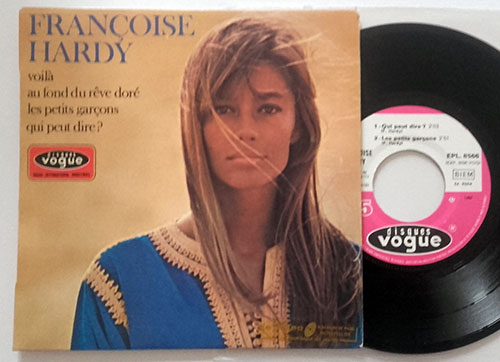 FRANÇOISE
HARDY
voilà
au fond du rêve doré
les petits garçons
qui peut dire?
disques
vogue
1 - Qui peut dire ?
2 - Les petits garçons
EPL. 8566
BIEM
disques
vogue